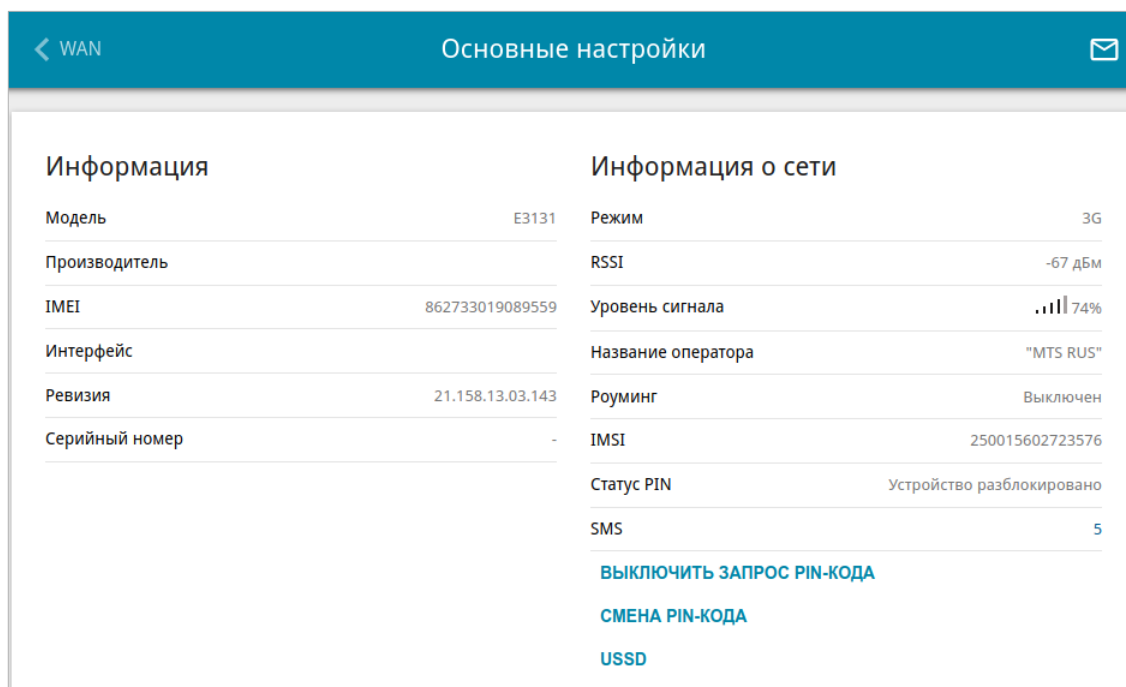 WAN
Основные настройки
Информация
Модель E3131
Производитель
IMEI 862733019089559
Интерфейс
Ревизия 21.158.13.03.143
Серийный номер -
Информация о сети
Режим 3G
RSSI -67 дБм
Уровень сигнала 74%
Название оператора "MTS RUS"
Роуминг Выключен
IMSI 250015602723576
Статус PIN Устройство разблокировано
SMS 5
ВЫКЛЮЧИТЬ ЗАПРОС PIN-КОДА
СМЕНА PIN-КОДА
USSD